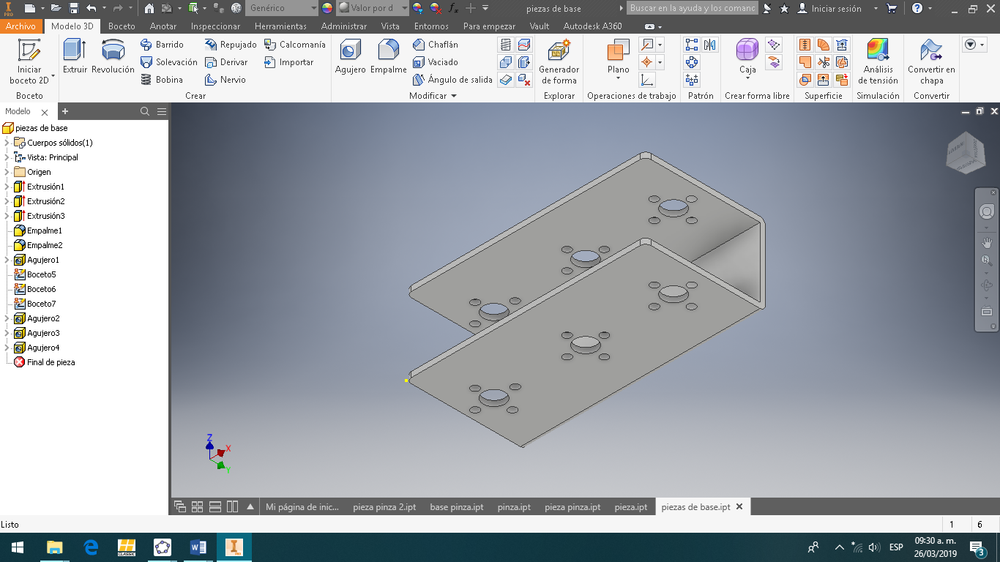 PRO
Genérico
Valor por d
fx
piezas de base
Buscar en la ayuda y los comanc
Iniciar sesión
Archivo
Modelo 3D
Boceto
Anotar
Inspeccionar
Herramientas
Administrar
Vista
Entornos
Para empezar
Vault
Autodesk A360
Iniciar
boceto 2D
Extruir
Revolución
Barrido
Solevación
Bobina
Repujado
Derivar
Nervio
Calcomanía
Importar
Agujero
Empalme
Chaflán
Vaciado
Ángulo de salida
Generador
de forma
Plano
Caja
Análisis
de tensión
Convertir en
chapa
Boceto
Crear
Modificar
Explorar
Operaciones de trabajo
Patrón
Crear forma libre
Superficie
Simulación
Convertir
Modelo
piezas de base
Cuerpos sólidos(1)
Vista: Principal
Origen
Extrusión1
Extrusión2
Extrusión3
Empalme1
Empalme2
Agujero1
Boceto5
Boceto6
Boceto7
Agujero2
Agujero3
Agujero4
Final de pieza
Z
X
Y
Mi página de inic...
pieza pinza 2.ipt
base pinza.ipt
pinza.ipt
pieza pinza.ipt
pieza.ipt
piezas de base.ipt
Listo
1
6
CLASSIC
ESP
09:30 a. m.
26/03/2019
3